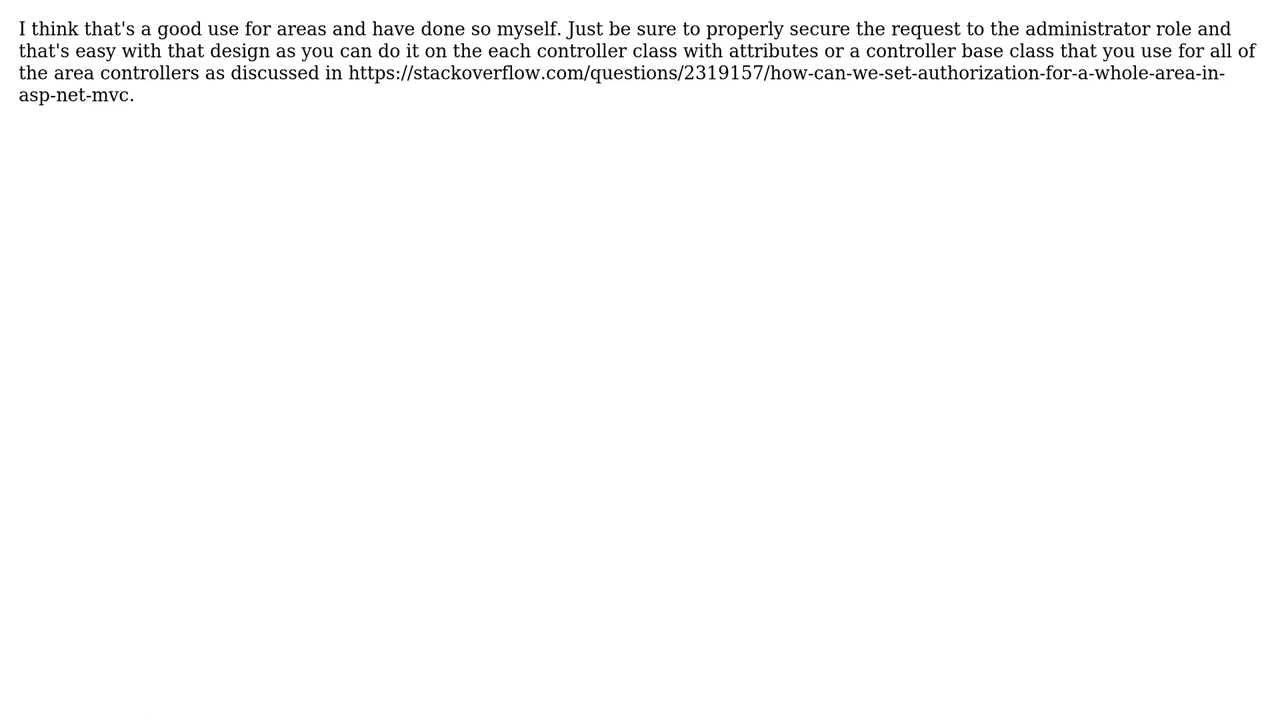 I think that's a good use for areas and have done so myself. Just be sure to properly secure the request to the administrator role and
that's easy with that design as you can do it on the each controller class with attributes or a controller base class that you use for all of
the area controllers as discussed in https://stackoverflow.com/questions/2319157/how-can-we-set-authorization-for-a-whole-area-in-
asp-net-mvc.